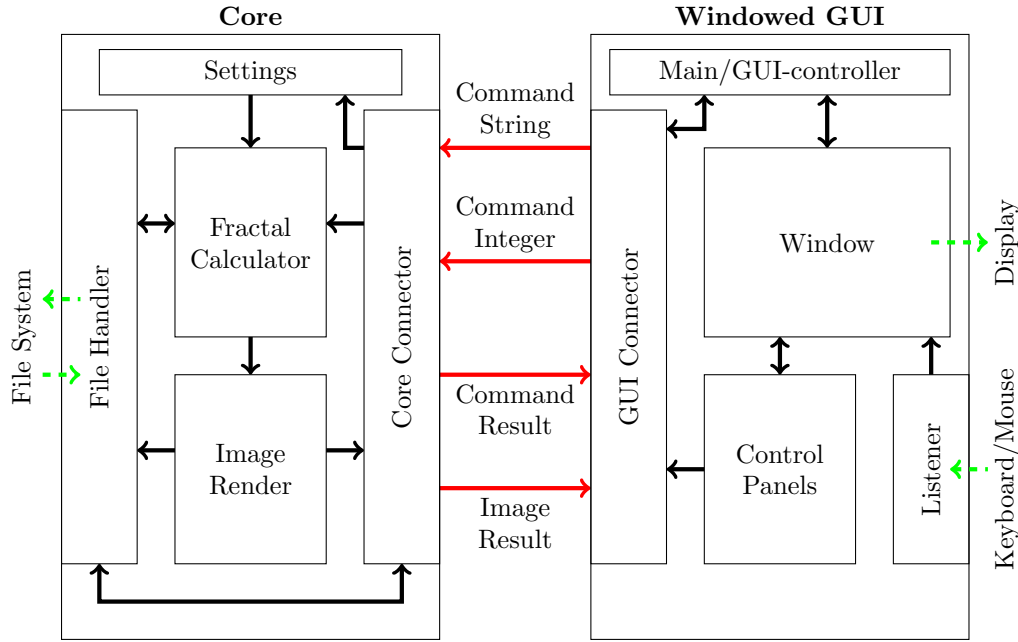 Core
Windowed GUI
Settings
Main/GUI-controller
Command
String
Fractal
Calculator
Command
Integer
Window
Display
File System
File Handler
Core Connector
GUI Connector
Command
Result
Image
Render
Control
Panels
Listener
Keyboard/Mouse
Image
Result